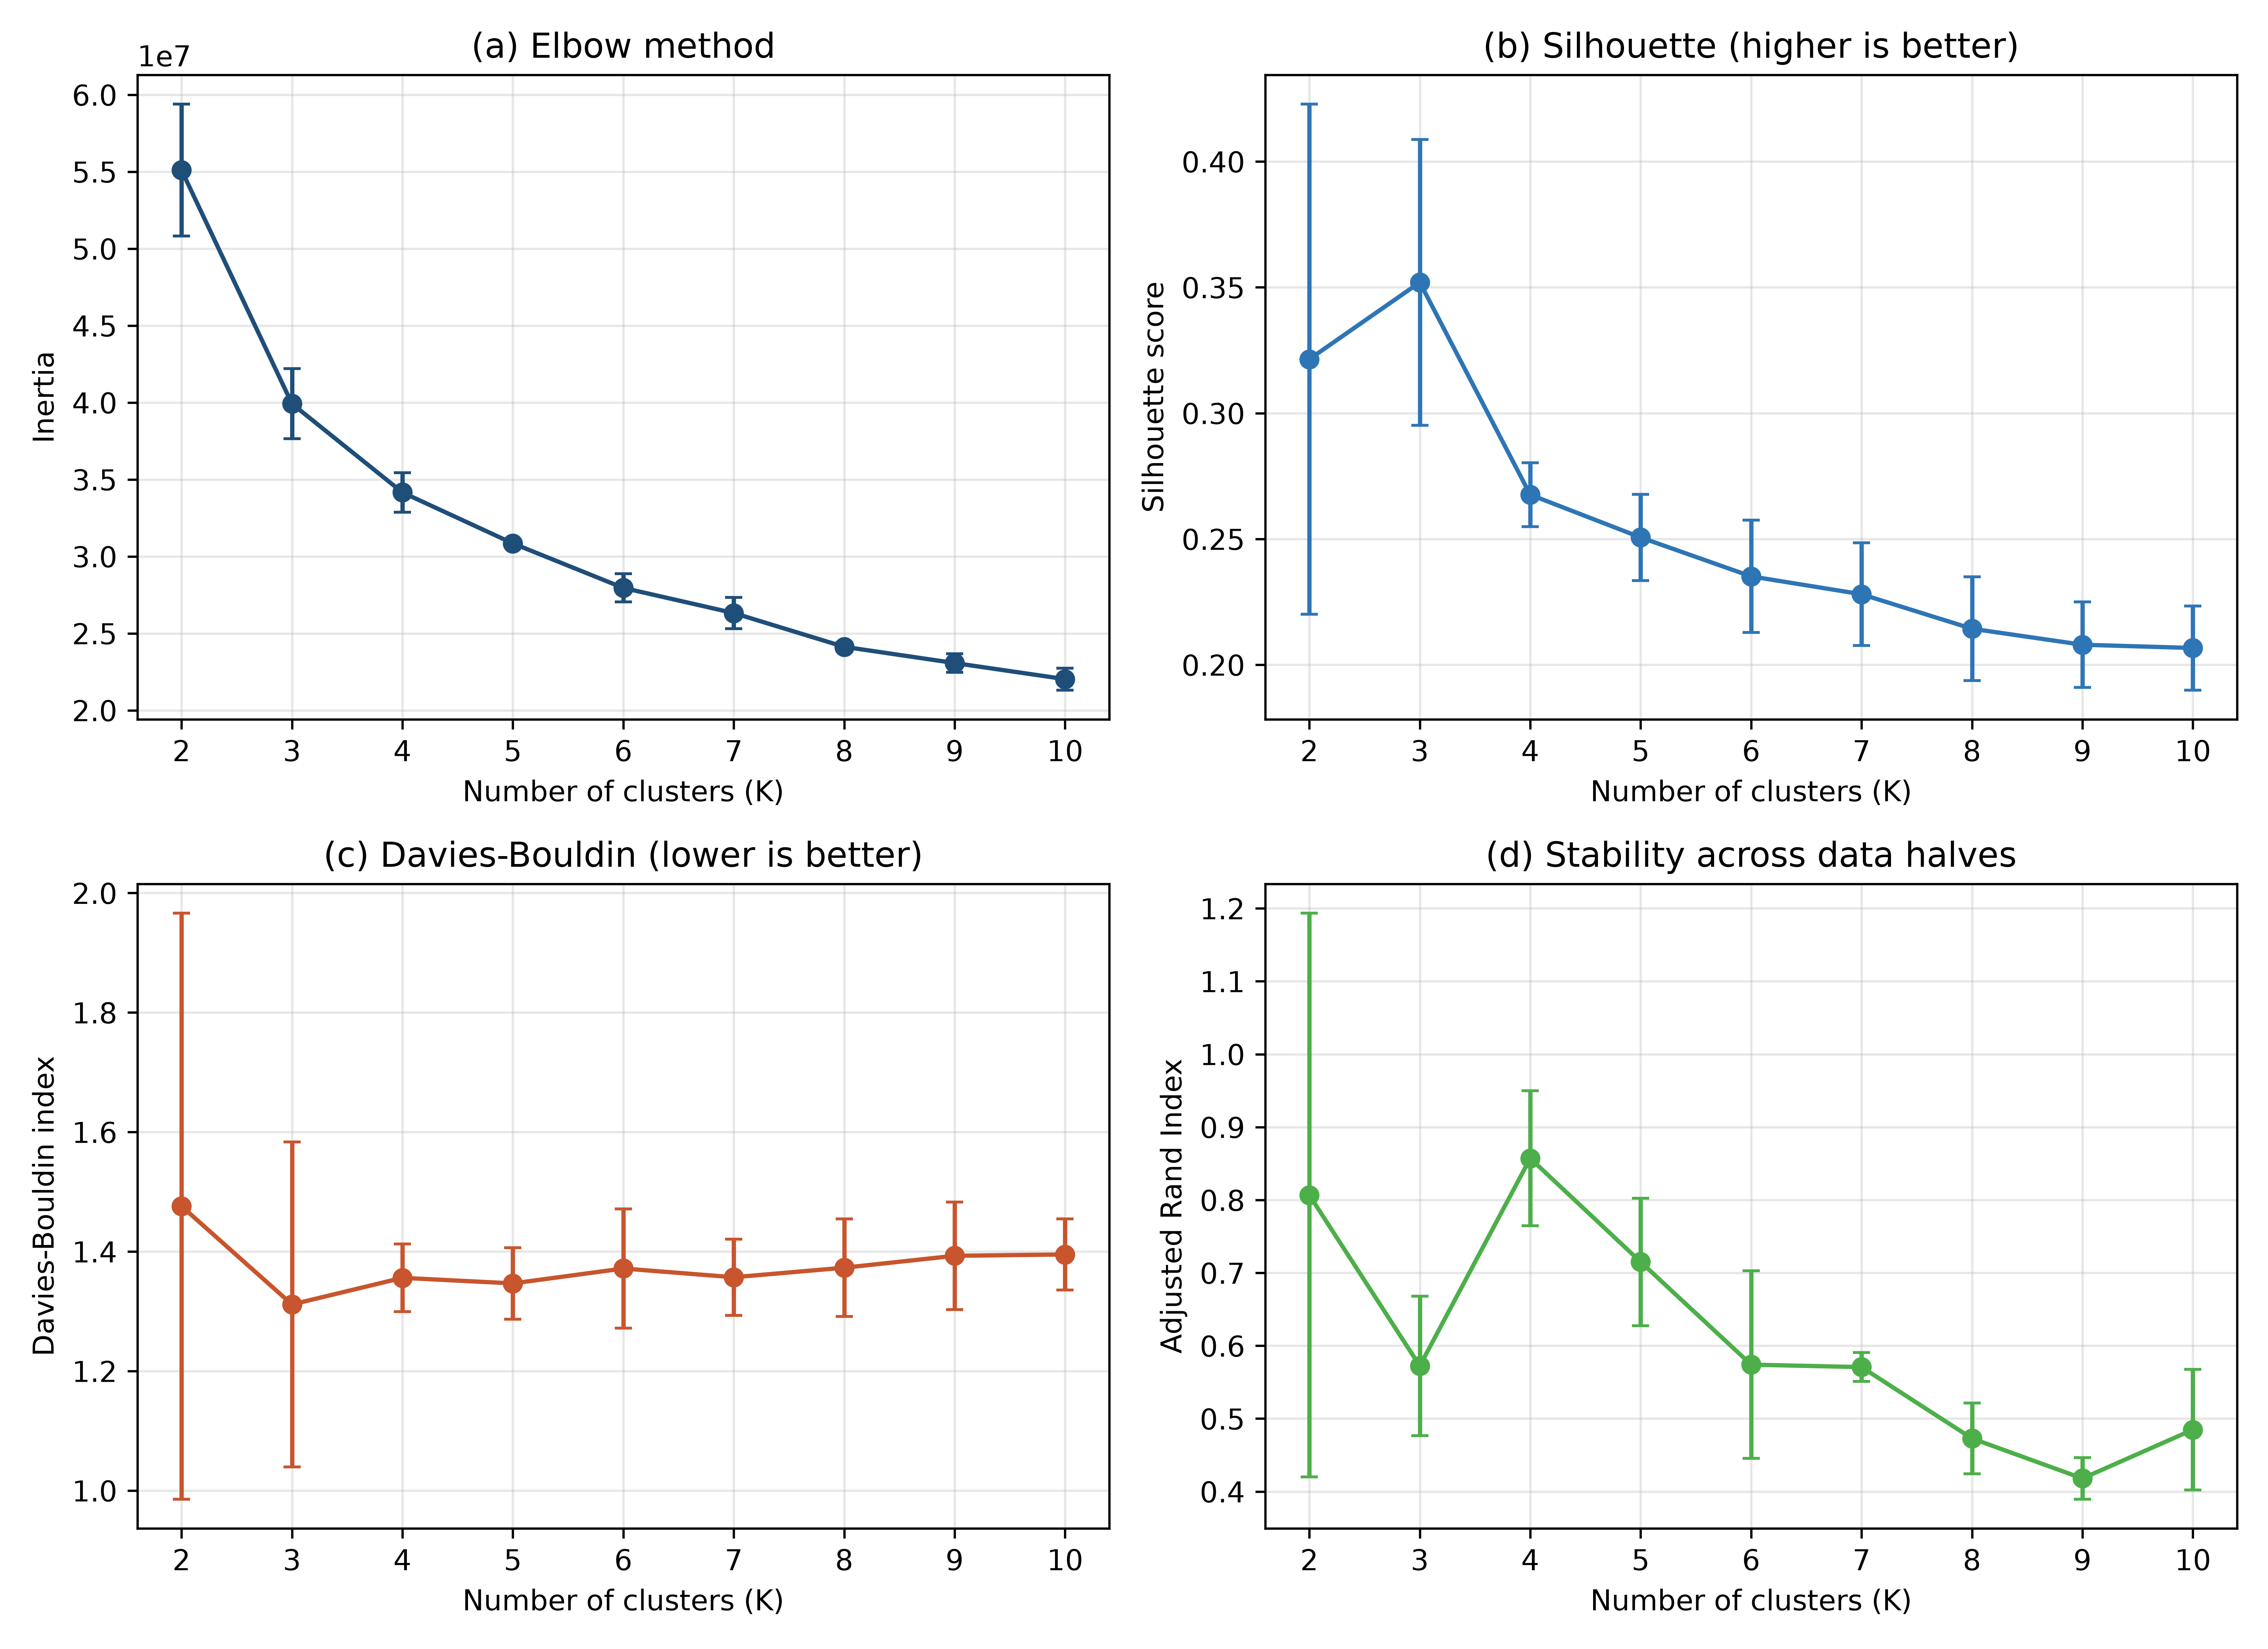 (a) Elbow method
1e7
6.0
5.5
5.0
4.5
4.0
3.5
3.0
2.5
2.0
Inertia
2 3 4 5 6 7 8 9 10
Number of clusters (K)
(b) Silhouette (higher is better)
0.40
0.35
0.30
0.25
0.20
Silhouette score
2 3 4 5 6 7 8 9 10
Number of clusters (K)
(c) Davies-Bouldin (lower is better)
2.0
1.8
1.6
1.4
1.2
1.0
Davies-Bouldin index
2 3 4 5 6 7 8 9 10
Number of clusters (K)
(d) Stability across data halves
1.2
1.1
1.0
0.9
0.8
0.7
0.6
0.5
0.4
Adjusted Rand Index
2 3 4 5 6 7 8 9 10
Number of clusters (K)